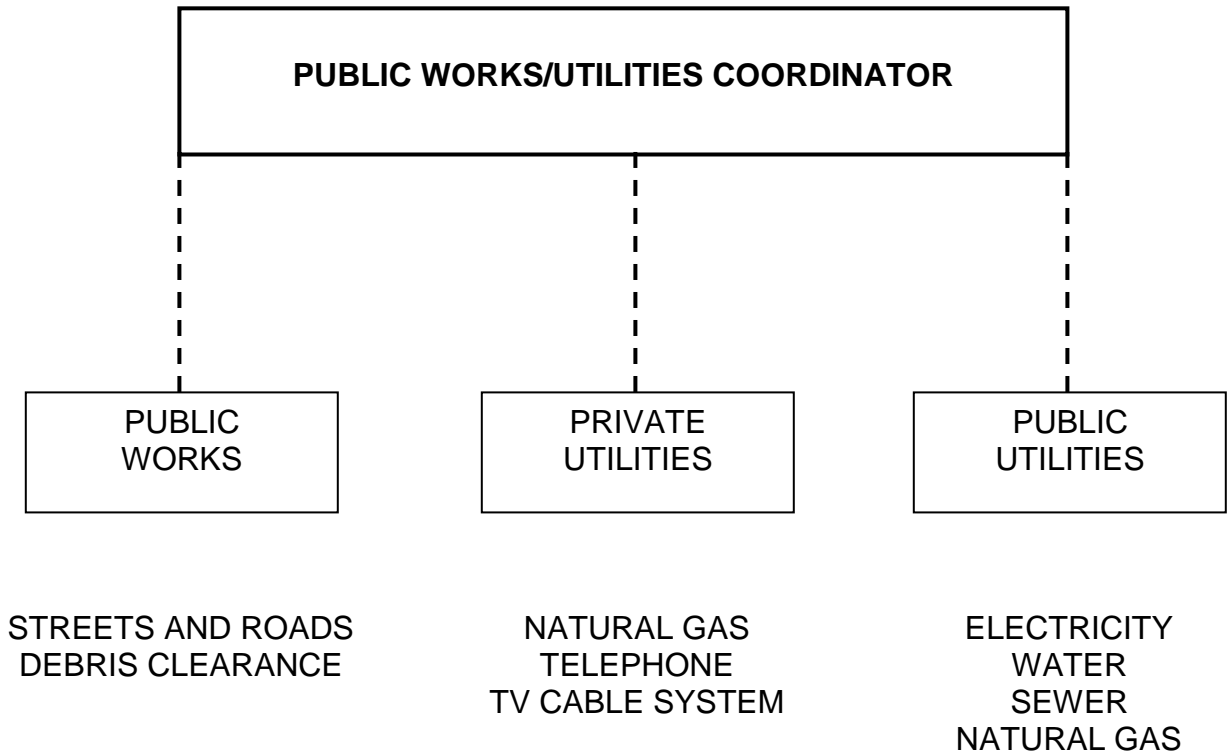 PUBLIC WORKS/UTILITIES COORDINATOR
PUBLIC
WORKS
PRIVATE
UTILITIES
PUBLIC
UTILITIES
STREETS AND ROADS
DEBRIS CLEARANCE
NATURAL GAS
TELEPHONE
TV CABLE SYSTEM
ELECTRICITY
WATER
SEWER
NATURAL GAS